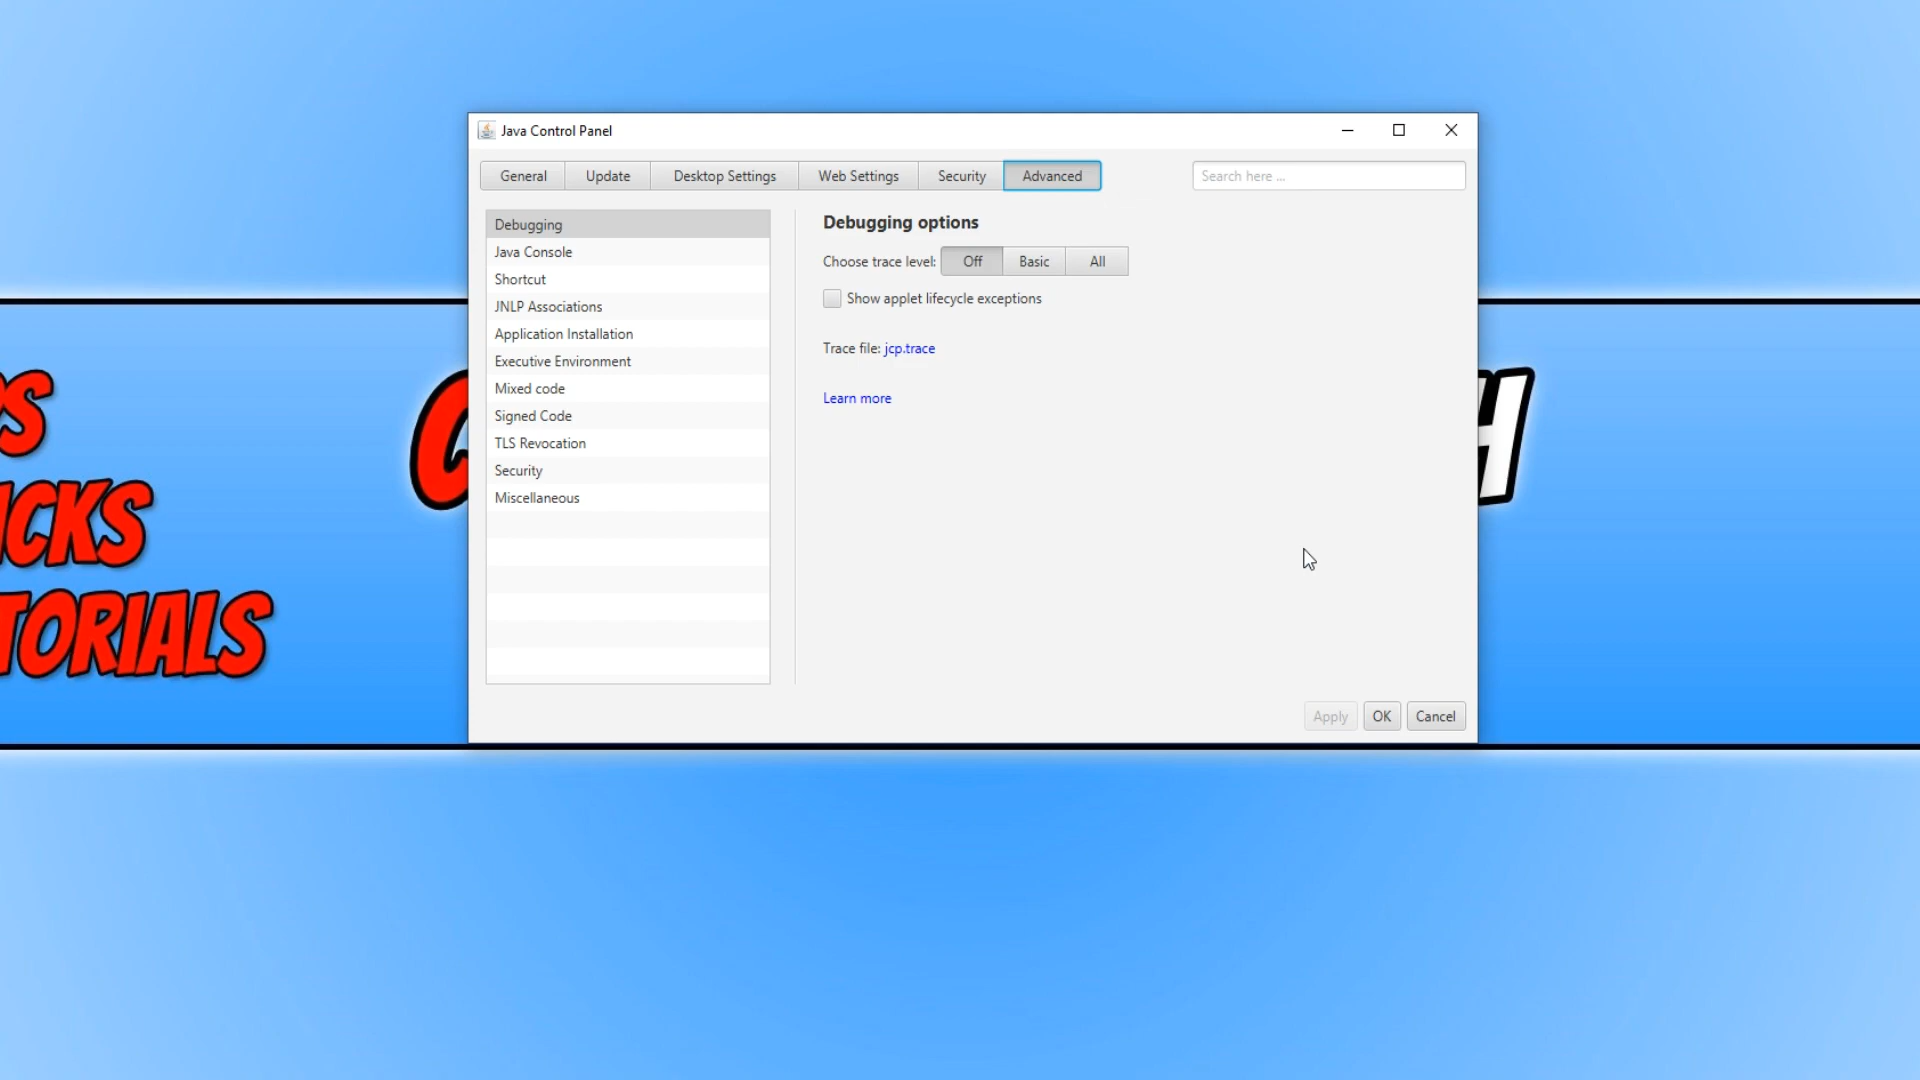 Java Control Panel
General Update Desktop Settings Web Settings Security Advanced Search here ...
Debugging
Java Console
Shortcut
JNLP Associations
Application Installation
Executive Environment
Mixed code
Signed Code
TLS Revocation
Security
Miscellaneous
Debugging options
Choose trace level: Off Basic All
Show applet lifecycle exceptions
Trace file: jcp.trace
Learn more
Apply OK Cancel
ICKS
TORIALS